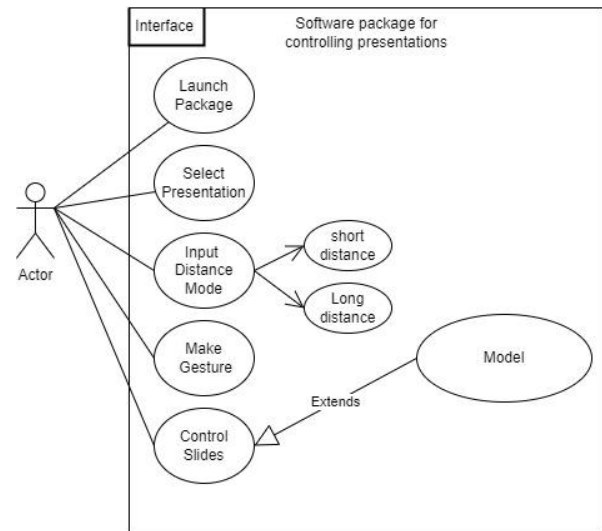 Interface
Software package for
controlling presentations
Launch
Package
Select
Presentation
Actor
Input
Distance
Mode
short
distance
Long
distance
Make
Gesture
Model
Extends
Control
Slides